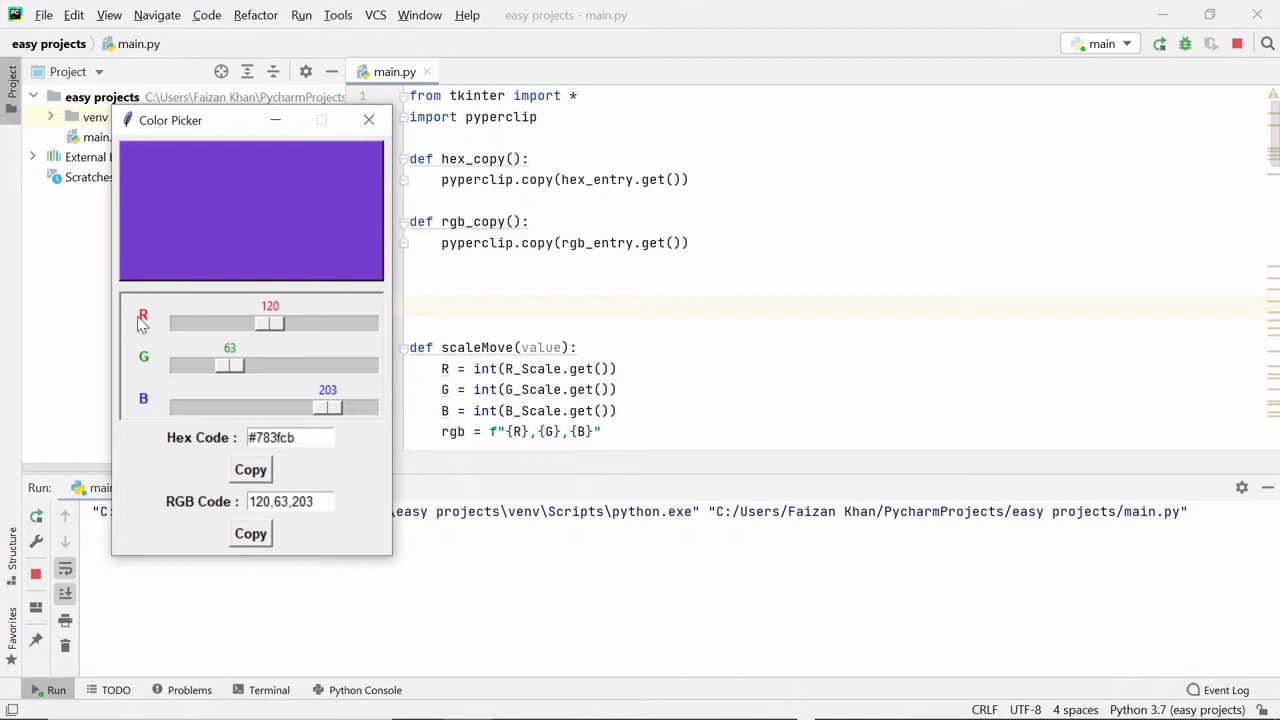 File Edit View Navigate Code Refactor Run Tools VCS Window Help easy projects - main.py
easy projects main.py main
Project Project main.py
easy projects C:\Users\Faizan Khan\PycharmProjects
venv
main.
External
Scratches
Color Picker
120
R
63
G
203
B
Hex Code : #783fcb
Copy
RGB Code : 120,63,203
Copy
1
from tkinter import *
import pyperclip
def hex_copy():
pyperclip.copy(hex_entry.get())
def rgb_copy():
pyperclip.copy(rgb_entry.get())
def scaleMove(value):
R = int(R_Scale.get())
G = int(G_Scale.get())
B = int(B_Scale.get())
rgb = f"{R},{G},{B}"
Run: main
"C: \easy projects\venv\Scripts\python.exe" "C:/Users/Faizan Khan/PycharmProjects/easy projects/main.py"
Structure
Favorites
Run TODO Problems Terminal Python Console Event Log
CRLF UTF-8 4 spaces Python 3.7 (easy projects)